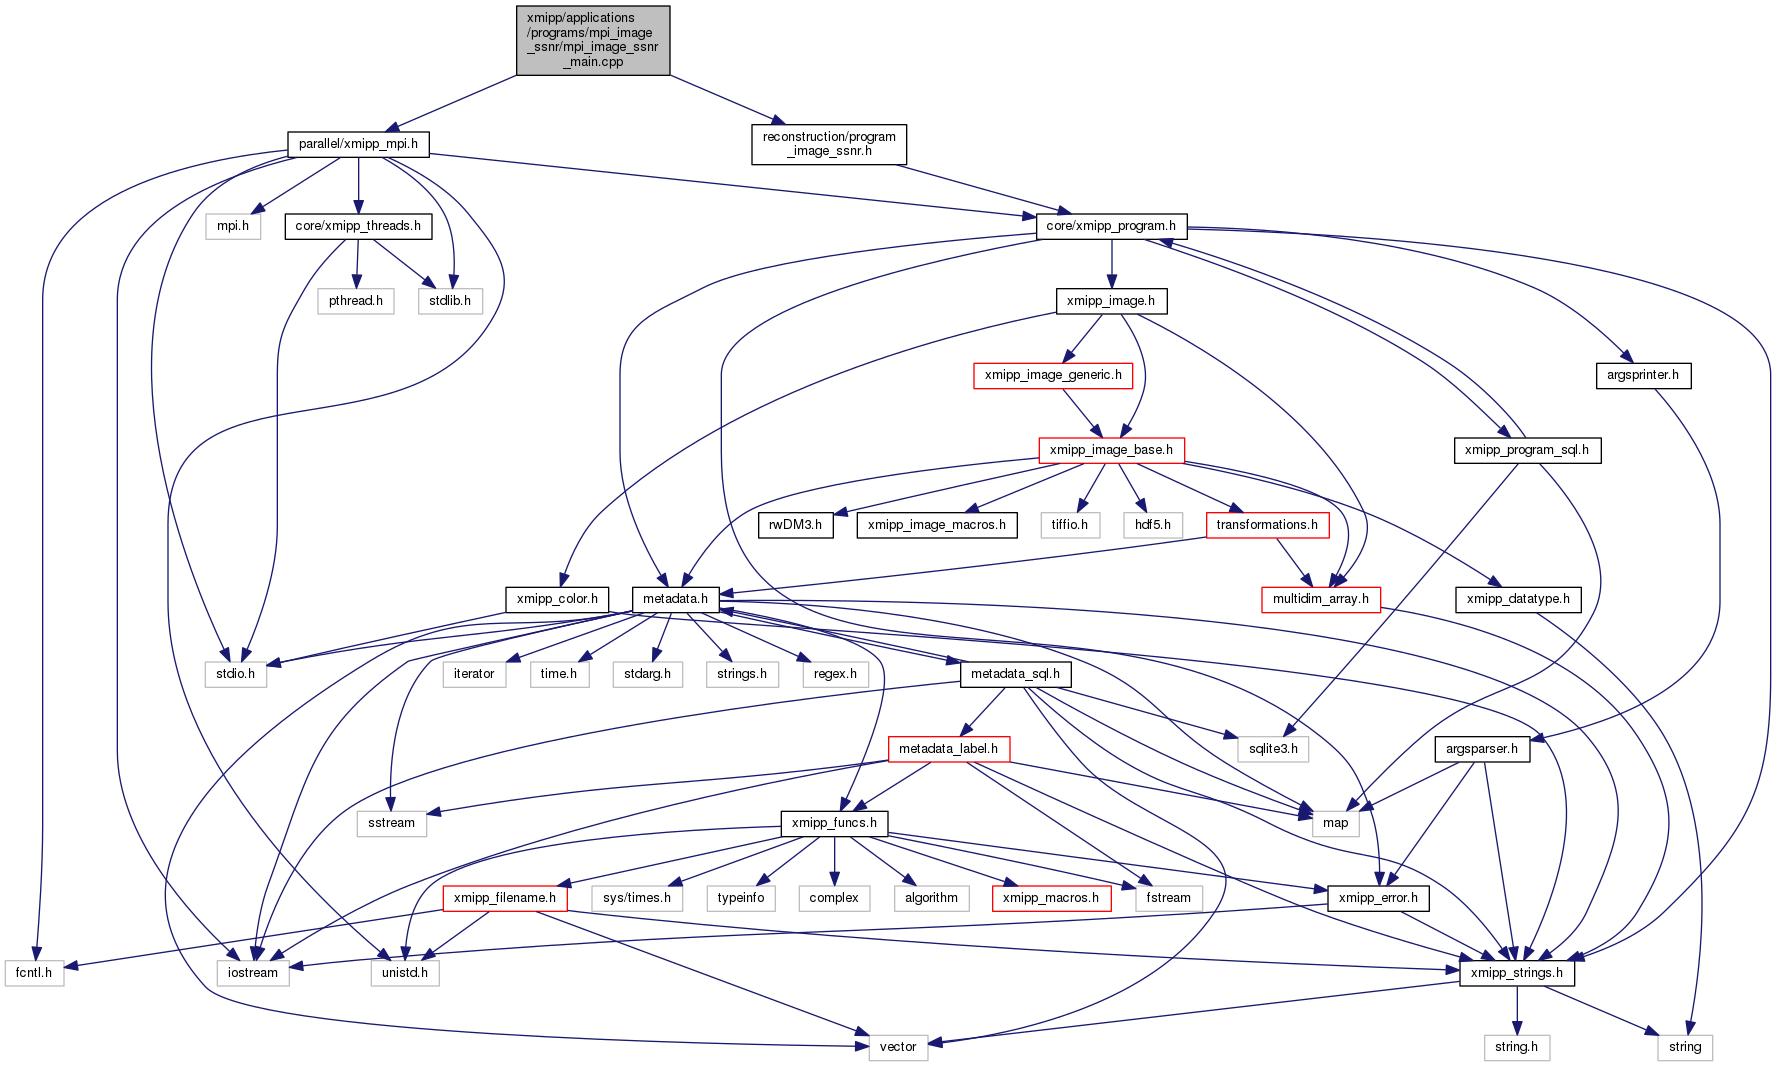 xmipp/applications
/programs/mpi_image
_ssnr/mpi_image_ssnr
_main.cpp
parallel/xmipp_mpi.h
reconstruction/program
_image_ssnr.h
mpi.h
core/xmipp_threads.h
core/xmipp_program.h
pthread.h
stdlib.h
xmipp_image.h
xmipp_image_generic.h
argsprinter.h
xmipp_image_base.h
xmipp_program_sql.h
rwDM3.h
xmipp_image_macros.h
tiffio.h
hdf5.h
transformations.h
xmipp_color.h
metadata.h
multidim_array.h
xmipp_datatype.h
stdio.h
iterator
time.h
stdarg.h
strings.h
regex.h
metadata_sql.h
metadata_label.h
sqlite3.h
argsparser.h
sstream
xmipp_funcs.h
map
xmipp_filename.h
sys/times.h
typeinfo
complex
algorithm
xmipp_macros.h
fstream
xmipp_error.h
fcntl.h
iostream
unistd.h
xmipp_strings.h
vector
string.h
string